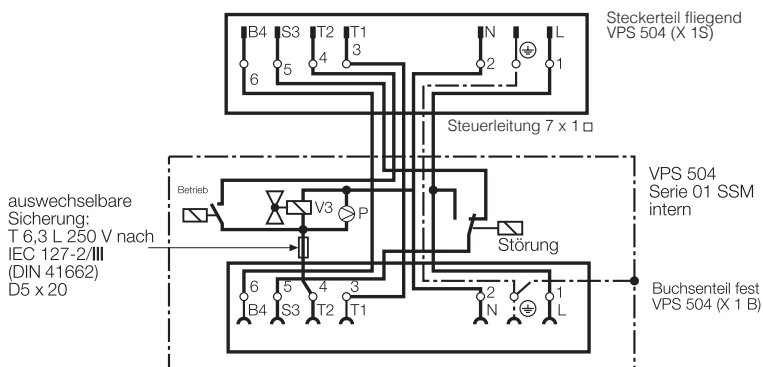 Steckerteil fliegend
VPS 504 (X 1S)
B4 S3 T2 T1 N L
6 5 4 3 2 1
Steuerleitung 7 x 1 □
VPS 504
Serie 01 SSM
intern
Betrieb
V3
P
Störung
auswechselbare
Sicherung:
T 6,3 L 250 V nach
IEC 127-2/III
(DIN 41662)
D5 x 20
6 5 4 3 2 1
B4 S3 T2 T1 N L
Buchsenteil fest
VPS 504 (X 1 B)